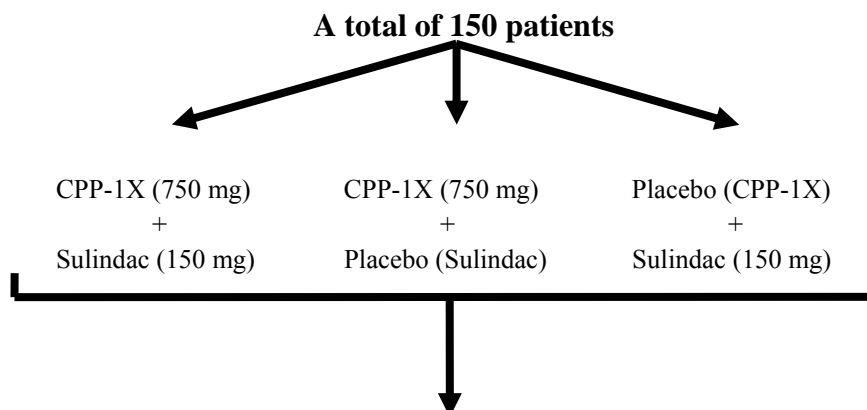 A total of 150 patients
CPP-1X (750 mg)
+
Sulindac (150 mg)
CPP-1X (750 mg)
+
Placebo (Sulindac)
Placebo (CPP-1X)
+
Sulindac (150 mg)